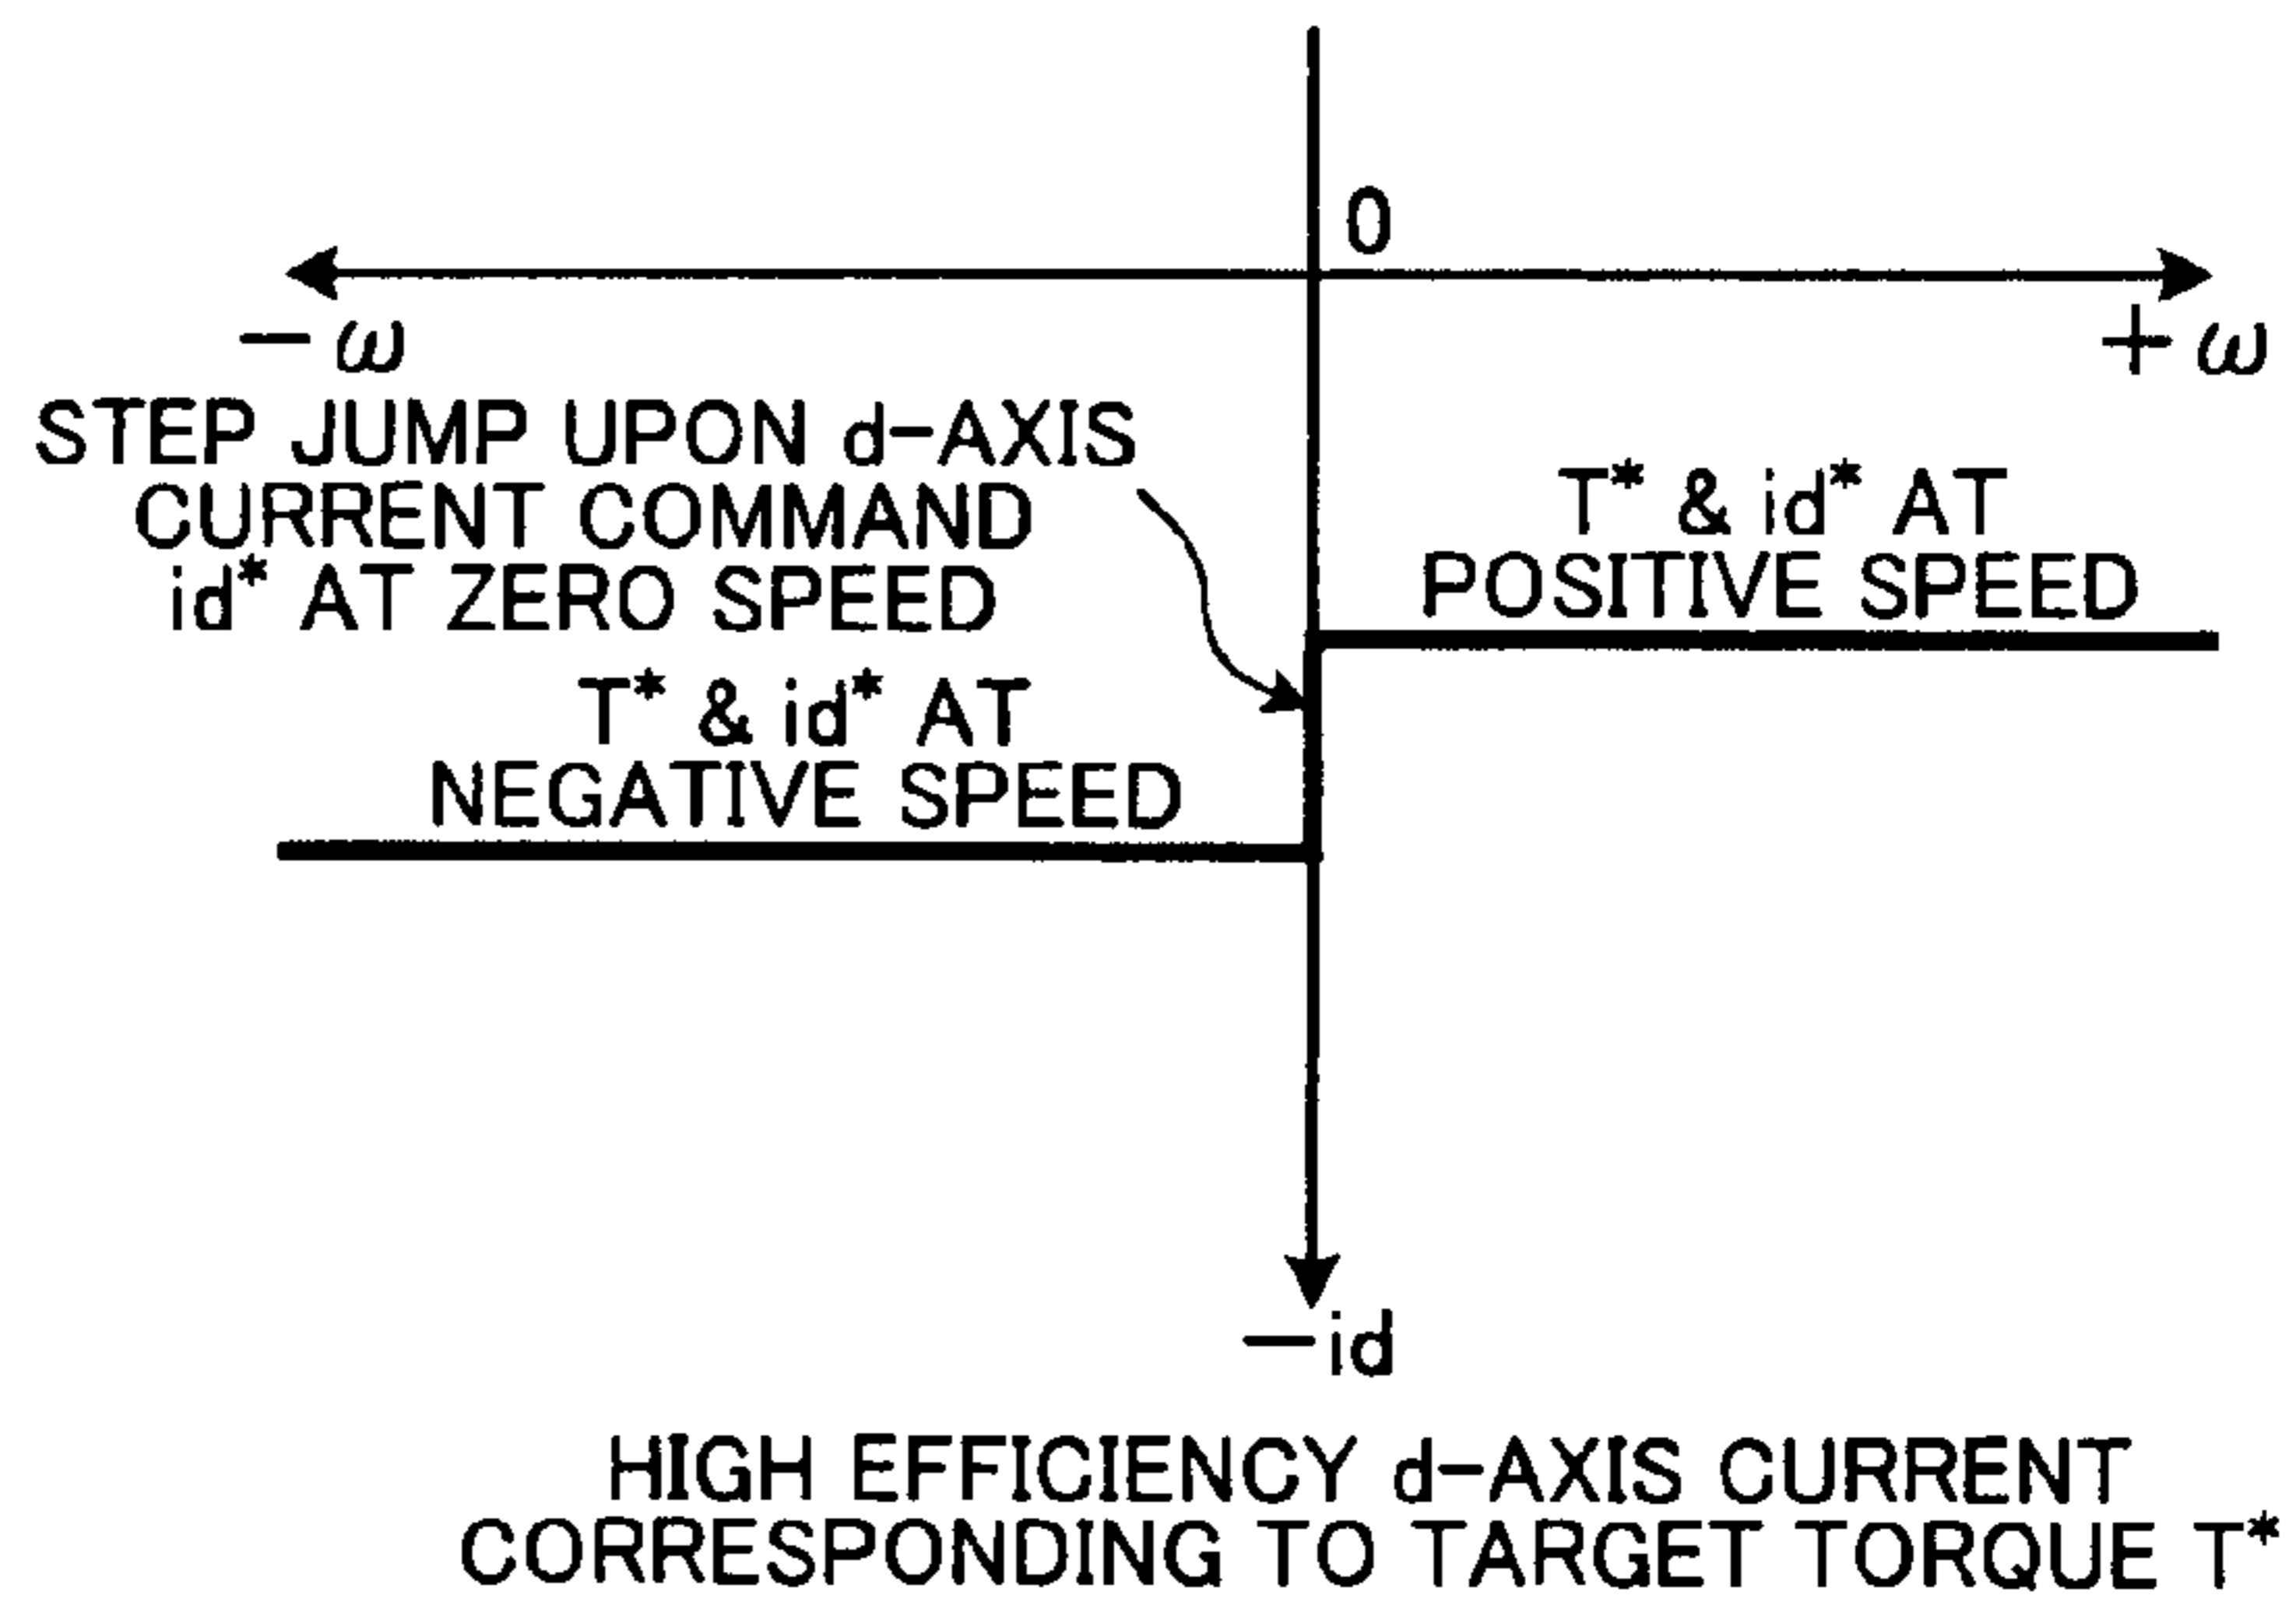 0
−ω
+ω
STEP JUMP UPON d-AXIS
CURRENT COMMAND
id* AT ZERO SPEED
T* & id* AT
POSITIVE SPEED
T* & id* AT
NEGATIVE SPEED
−id
HIGH EFFICIENCY d-AXIS CURRENT
CORRESPONDING TO TARGET TORQUE T*